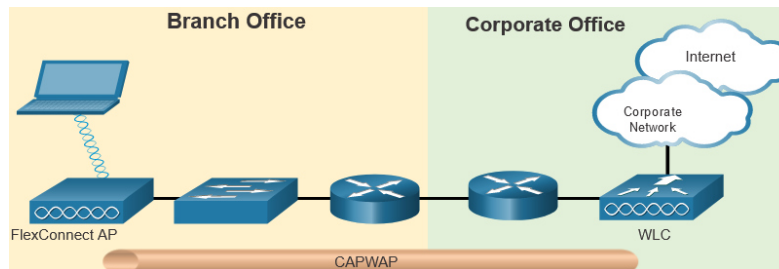 Branch Office
Corporate Office
Internet
Corporate
Network
FlexConnect AP
WLC
CAPWAP